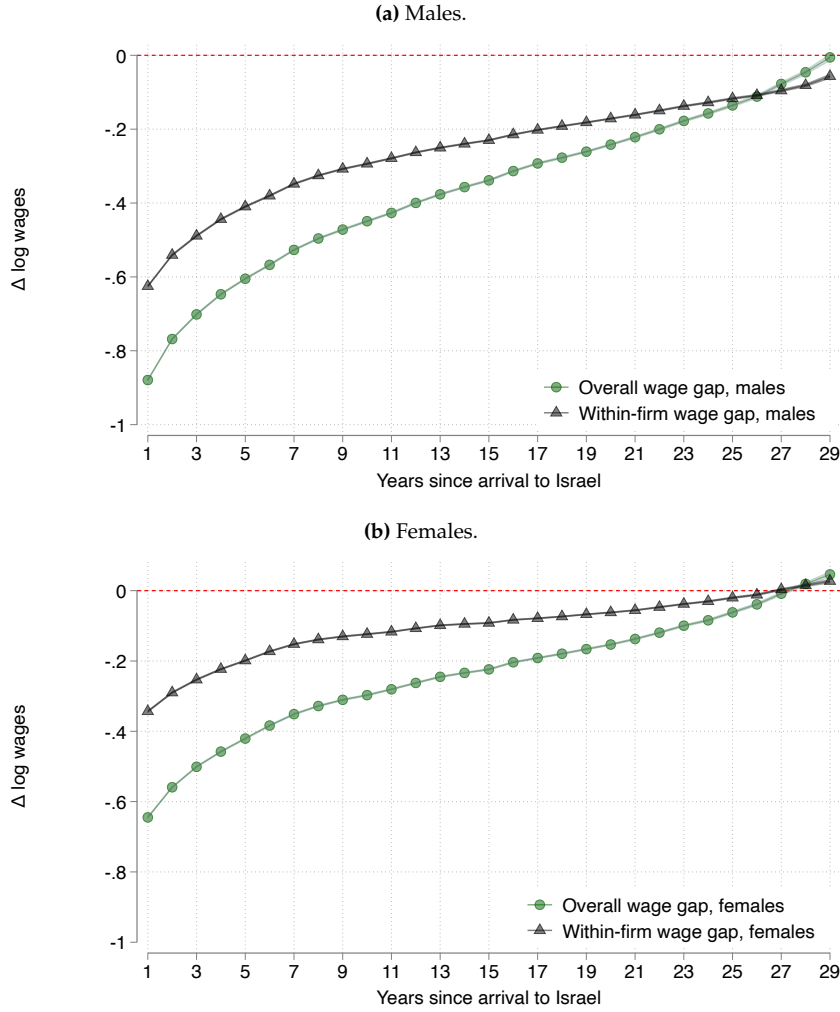 (a) Males.
0
-.2
-.4
-.6
-.8
-1
Δ log wages
Overall wage gap, males
Within-firm wage gap, males
1 3 5 7 9 11 13 15 17 19 21 23 25 27 29
Years since arrival to Israel
(b) Females.
0
-.2
-.4
-.6
-.8
-1
Δ log wages
Overall wage gap, females
Within-firm wage gap, females
1 3 5 7 9 11 13 15 17 19 21 23 25 27 29
Years since arrival to Israel